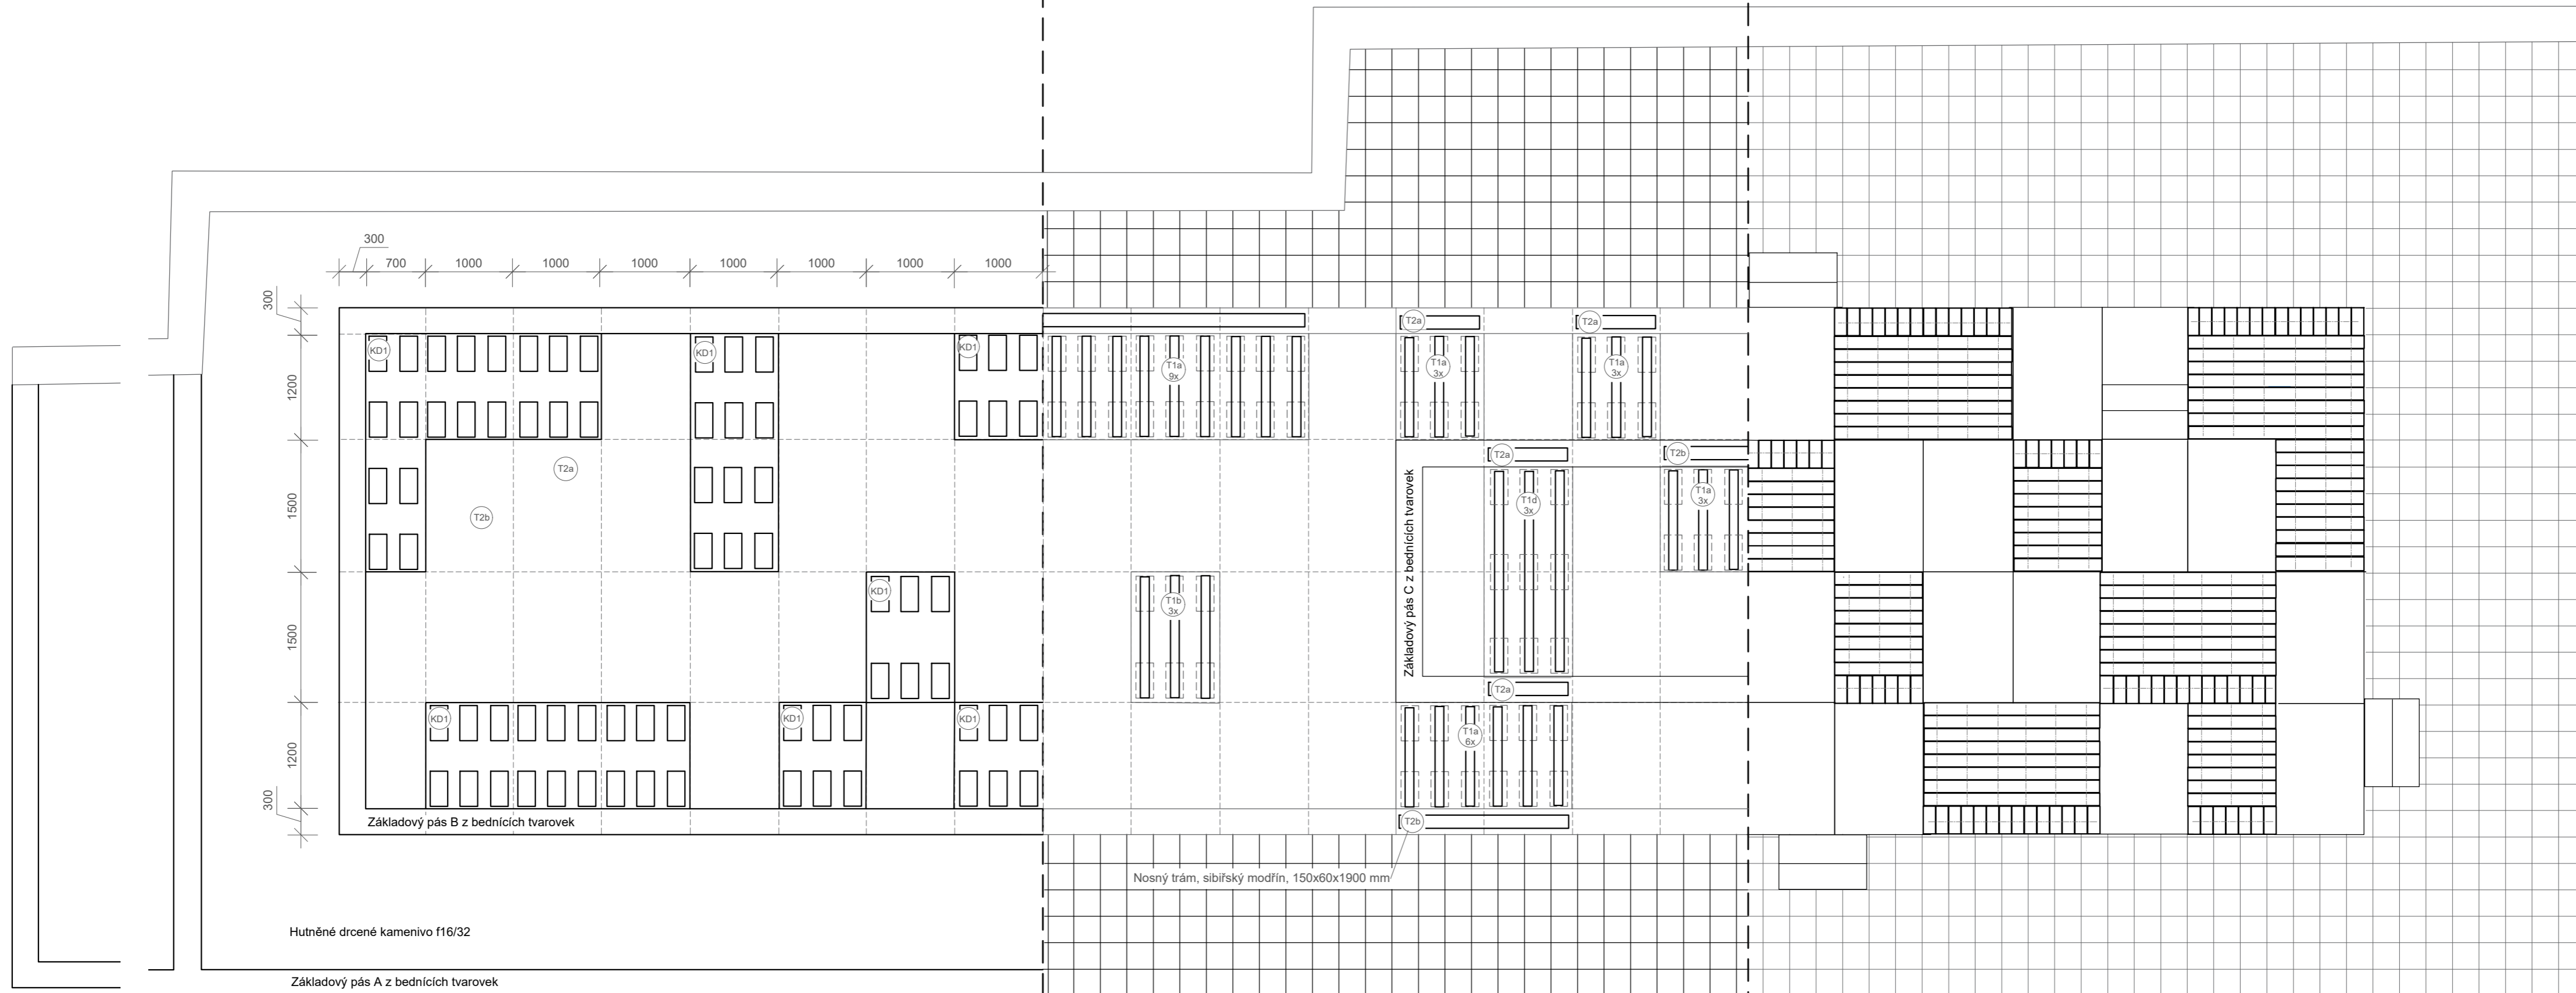 300
700
1000
1000
1000
1000
1000
1000
1000
300
1200
1500
1500
1200
300
KD1
KD1
KD1
T2a
T2b
KD1
KD1
KD1
KD1
T1a
9x
T2a
T2a
T1a
3x
T1a
3x
T2a
T2b
T1d
3x
T1a
3x
Základový pás C z bednících tvarovek
T1b
3x
T2a
T1a
6x
T2b
Základový pás B z bednících tvarovek
Nosný trám, sibiřský modřín, 150x60x1900 mm
Hutněné drcené kamenivo f16/32
Základový pás A z bednících tvarovek